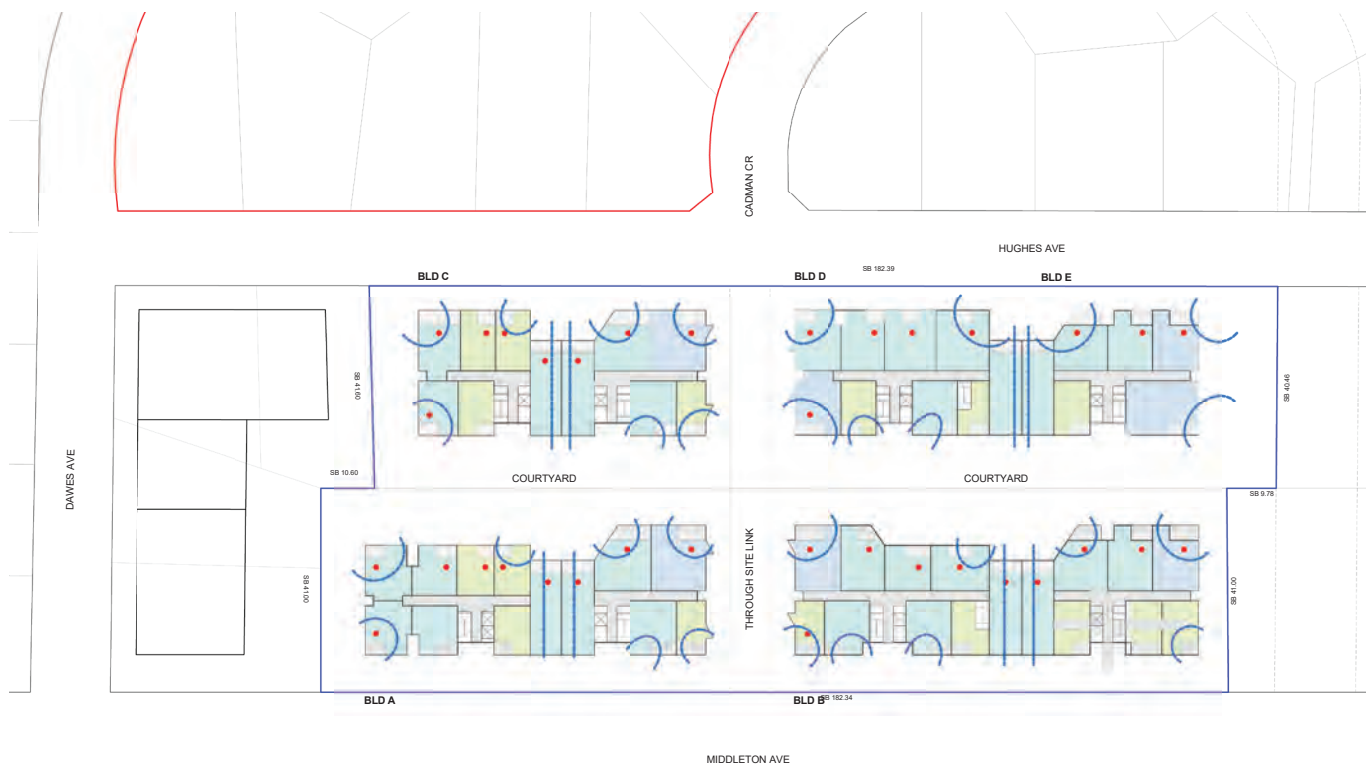 CADMAN CR
HUGHES AVE
BLD C
BLD D
SB 182.39
BLD E
SB 41.60
SB 40.46
DAWES AVE
SB 10.60
COURTYARD
COURTYARD
SB 9.78
SB 41.00
THROUGH SITE LINK
SB 41.00
BLD A
BLD B
SB 182.34
MIDDLETON AVE